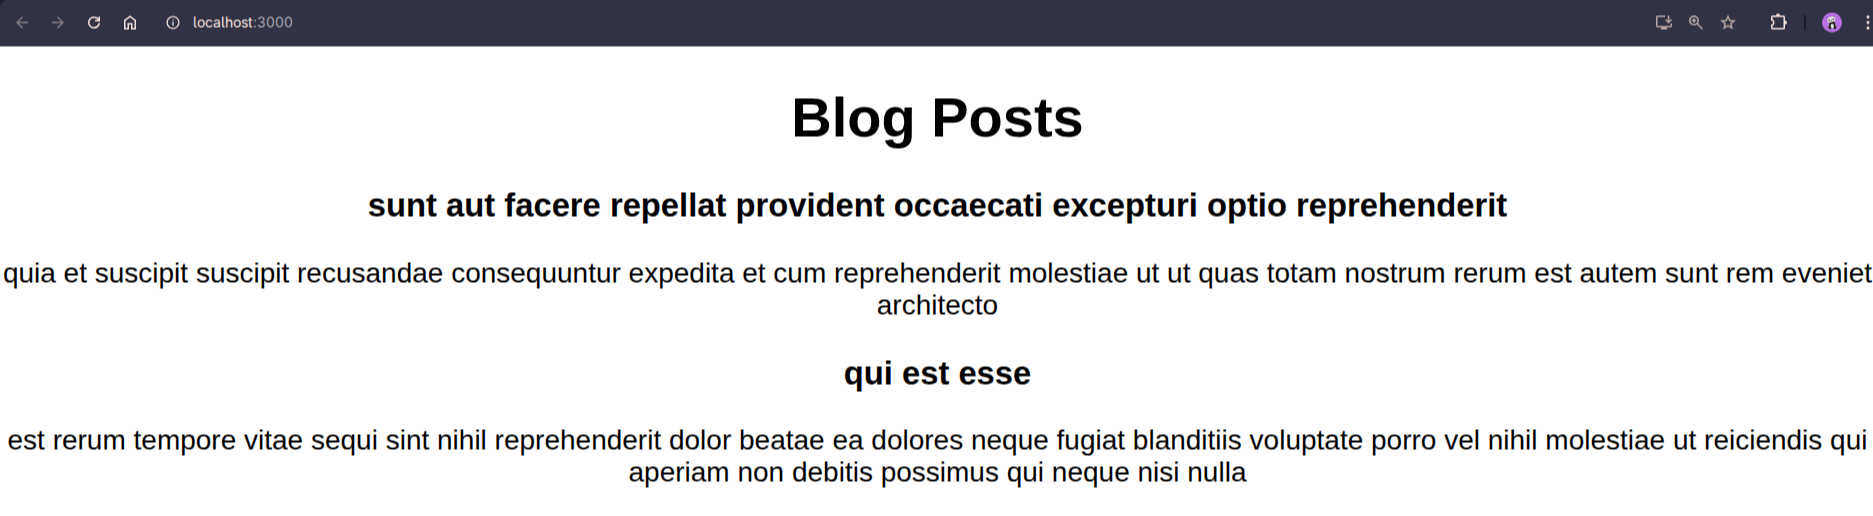 localhost:3000
Blog Posts
sunt aut facere repellat provident occaecati excepturi optio reprehenderit
quia et suscipit suscipit recusandae consequuntur expedita et cum reprehenderit molestiae ut ut quas totam nostrum rerum est autem sunt rem eveniet
architecto
qui est esse
est rerum tempore vitae sequi sint nihil reprehenderit dolor beatae ea dolores neque fugiat blanditiis voluptate porro vel nihil molestiae ut reiciendis qui
aperiam non debitis possimus qui neque nisi nulla